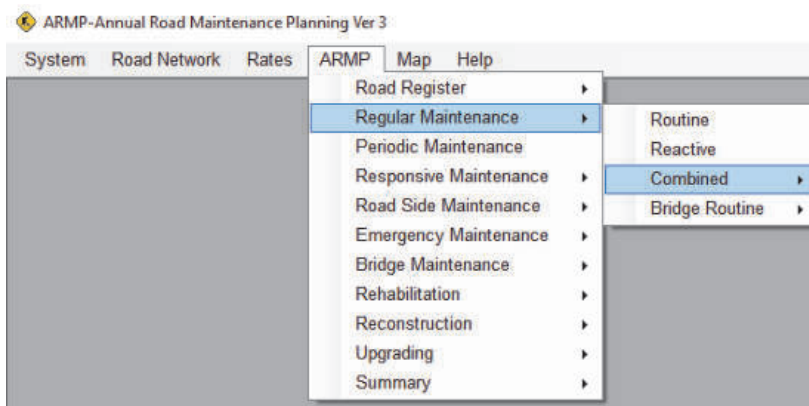 ARMP-Annual Road Maintenance Planning Ver 3
System Road Network Rates ARMP Map Help
Road Register
Regular Maintenance
Periodic Maintenance
Responsive Maintenance
Road Side Maintenance
Emergency Maintenance
Bridge Maintenance
Rehabilitation
Reconstruction
Upgrading
Summary
Routine
Reactive
Combined
Bridge Routine